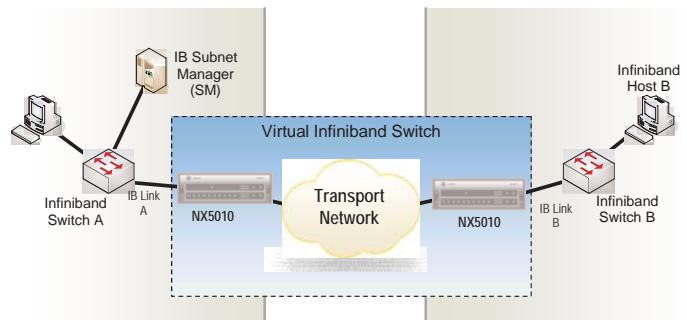 IB Subnet
Manager
(SM)
Infiniband
Host B
Virtual Infiniband Switch
Transport
Network
NX5010
NX5010
IB Link
A
IB Link
B
Infiniband
Switch A
Infiniband
Switch B